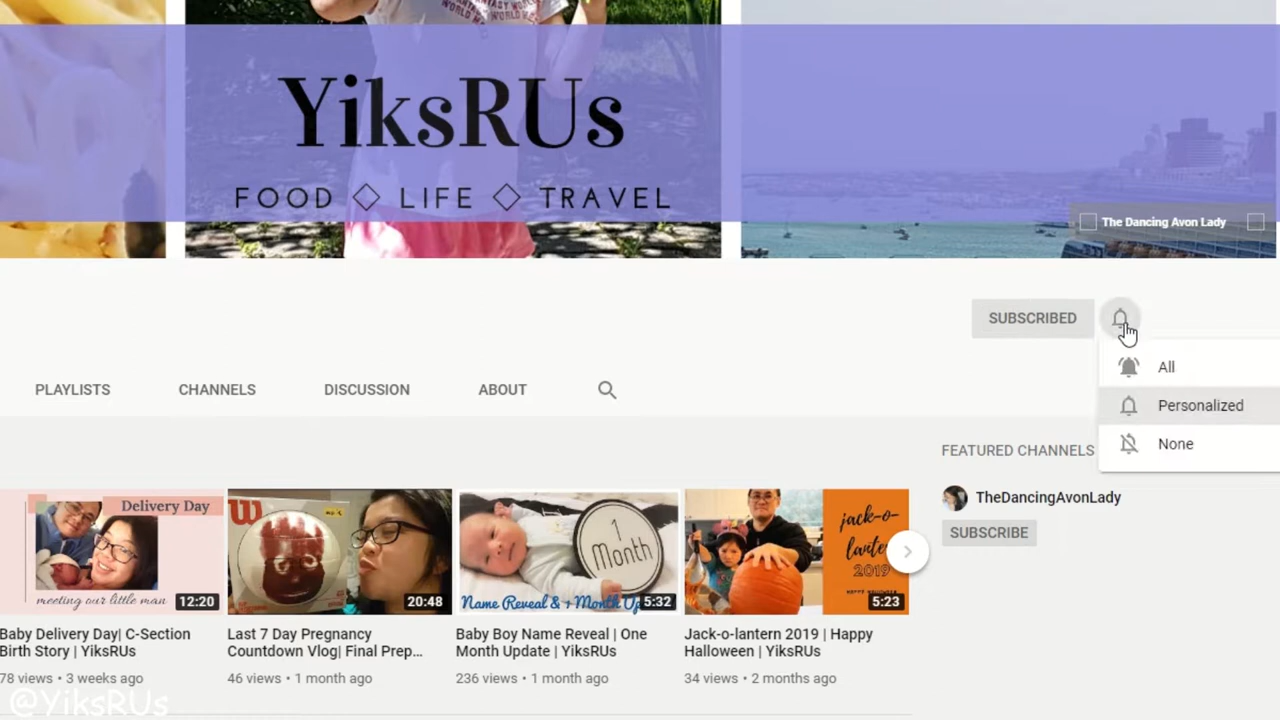 FANTASY WORLD
WORLD
YiksRUs
FOOD ◇ LIFE ◇ TRAVEL
The Dancing Avon Lady
SUBSCRIBED
All
Personalized
None
PLAYLISTS
CHANNELS
DISCUSSION
ABOUT
FEATURED CHANNELS
TheDancingAvonLady
SUBSCRIBE
Delivery Day
meeting our little man
12:20
Baby Delivery Day| C-Section
Birth Story | YiksRUs
78 views • 3 weeks ago
W
20:48
Last 7 Day Pregnancy
Countdown Vlog| Final Prep...
46 views • 1 month ago
1
Month
Name Reveal & 1 Month Up
5:32
Baby Boy Name Reveal | One
Month Update | YiksRUs
236 views • 1 month ago
jack-o-
lante
2019
5:23
Jack-o-lantern 2019 | Happy
Halloween | YiksRUs
34 views • 2 months ago
@YiksRUs